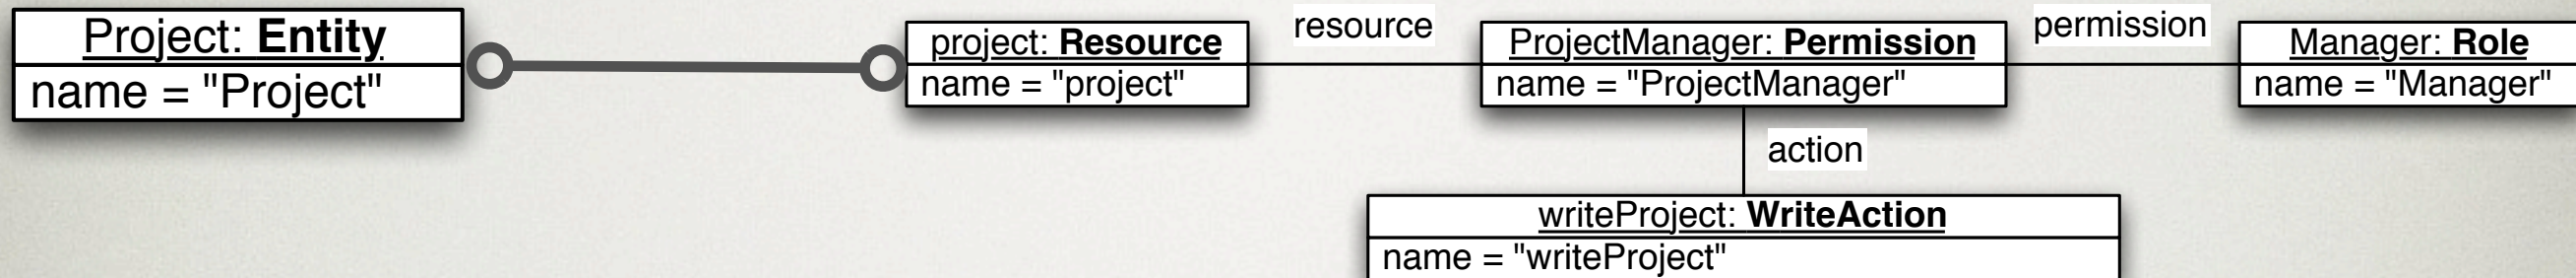 Project: Entity
name = "Project"
project: Resource
name = "project"
resource
ProjectManager: Permission
name = "ProjectManager"
permission
Manager: Role
name = "Manager"
action
writeProject: WriteAction
name = "writeProject"